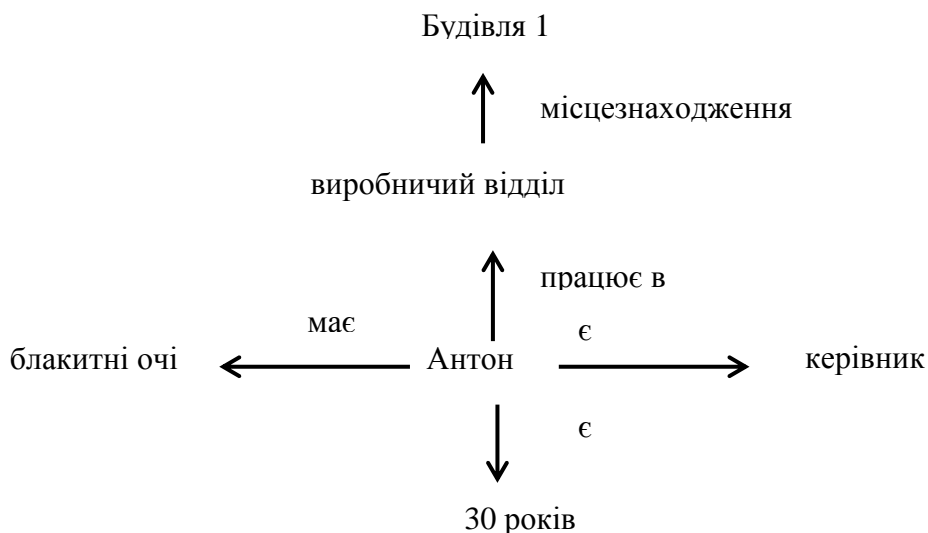 Будівля 1
місцезнаходження
виробничий відділ
працює в
має
є
блакитні очі
Антон
керівник
є
30 років